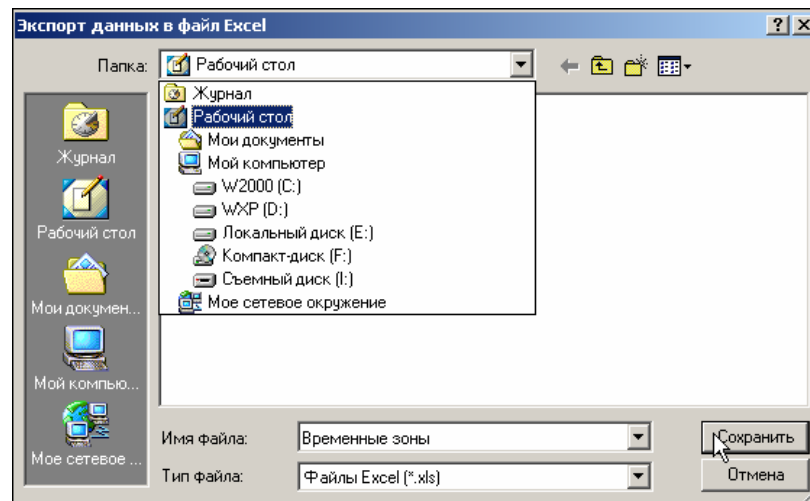 Экспорт данных в файл Excel
Папка:
Рабочий стол
Журнал
Рабочий стол
Мои документы
Мой компьютер
W2000 (C:)
WXP (D:)
Локальный диск (E:)
Компакт-диск (F:)
Съемный диск (I:)
Мое сетевое окружение
Журнал
Рабочий стол
Мои докумен...
Мой компью...
Мое сетевое ...
Имя файла:
Временные зоны
Сохранить
Тип файла:
Файлы Excel (*.xls)
Отмена